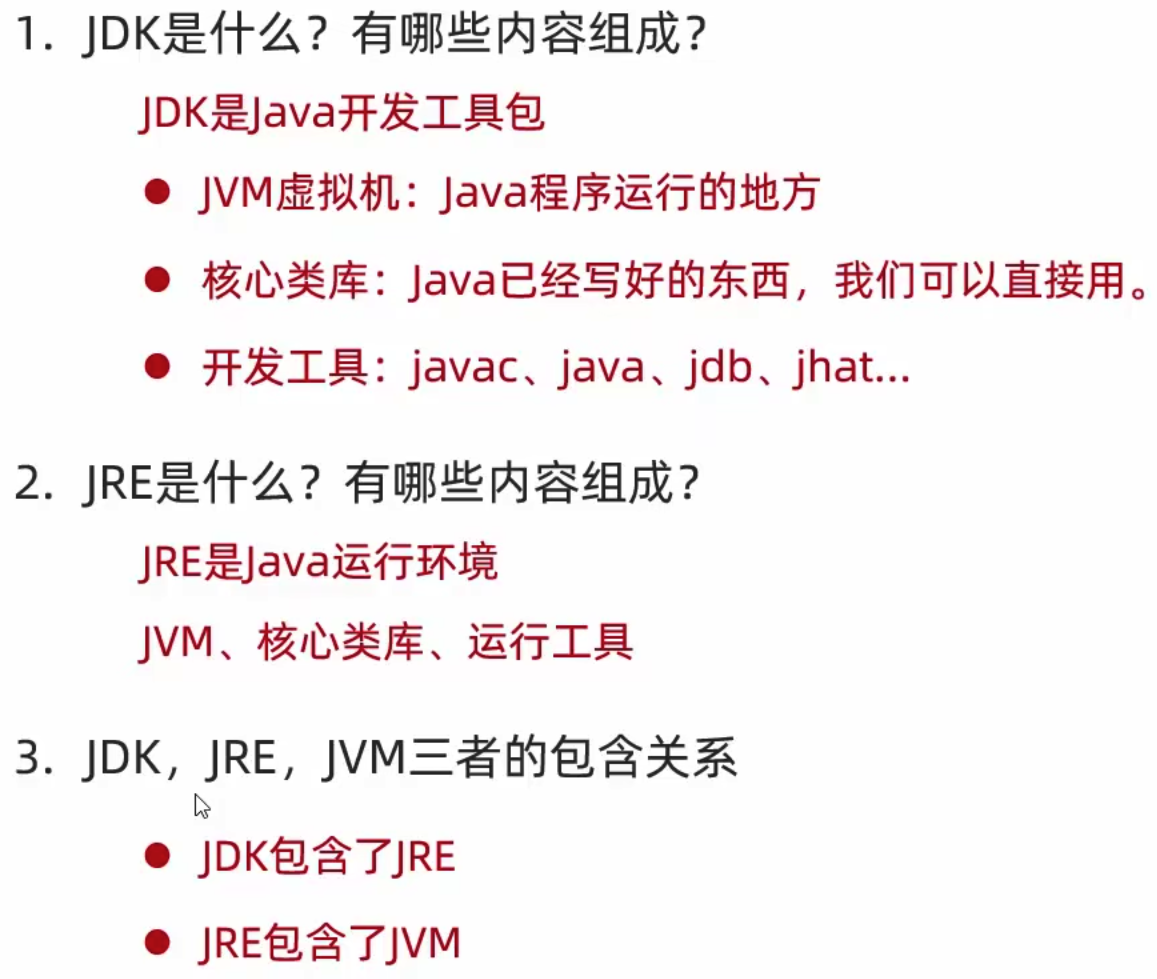 1. JDK是什么？有哪些内容组成？
JDK是Java开发工具包
● JVM虚拟机：Java程序运行的地方
● 核心类库：Java已经写好的东西，我们可以直接用。
● 开发工具：javac、java、jdb、jhat...
2. JRE是什么？有哪些内容组成？
JRE是Java运行环境
JVM、核心类库、运行工具
3. JDK，JRE，JVM三者的包含关系
● JDK包含了JRE
● JRE包含了JVM